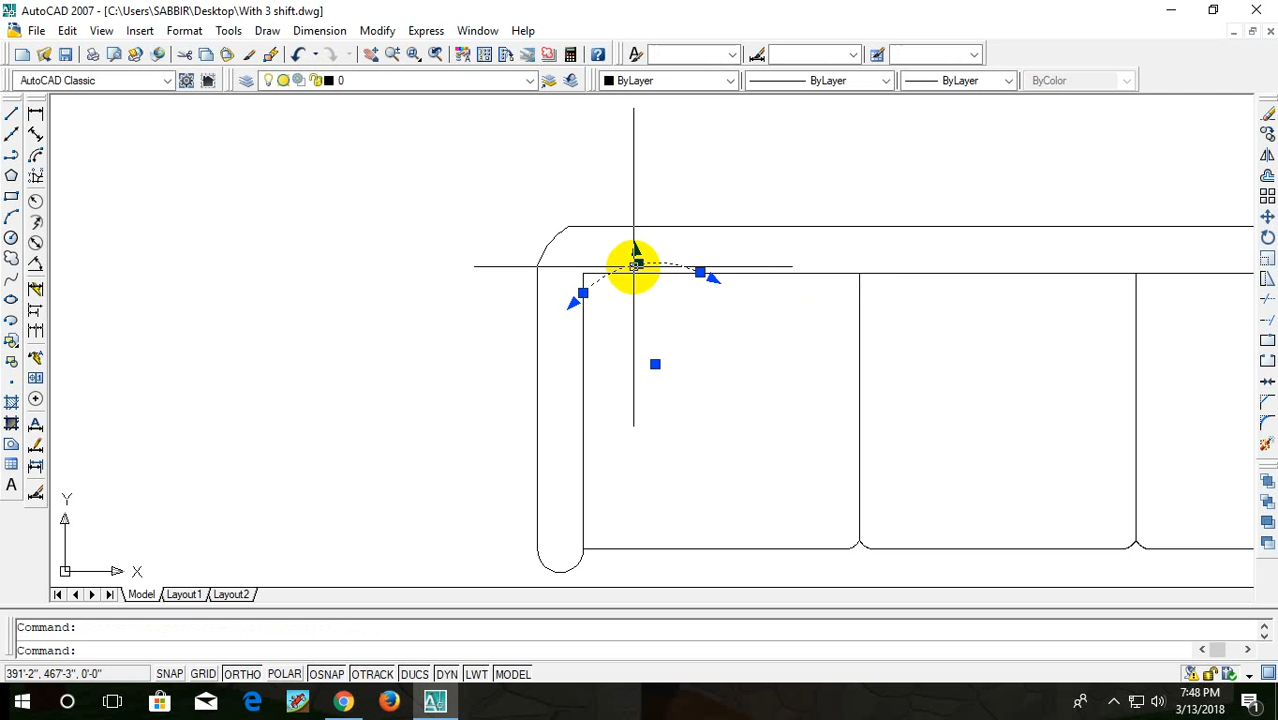 AutoCAD 2007 - [C:\Users\SABBIR\Desktop\With 3 shift.dwg]
File Edit View Insert Format Tools Draw Dimension Modify Express Window Help
AutoCAD Classic 0 ByLayer ByLayer ByLayer ByColor
Y
X
Model Layout1 Layout2
Command:
Command:
391'-2", 467'-3", 0'-0" SNAP GRID ORTHO POLAR OSNAP OTRACK DUCS DYN LWT MODEL
7:48 PM
3/13/2018